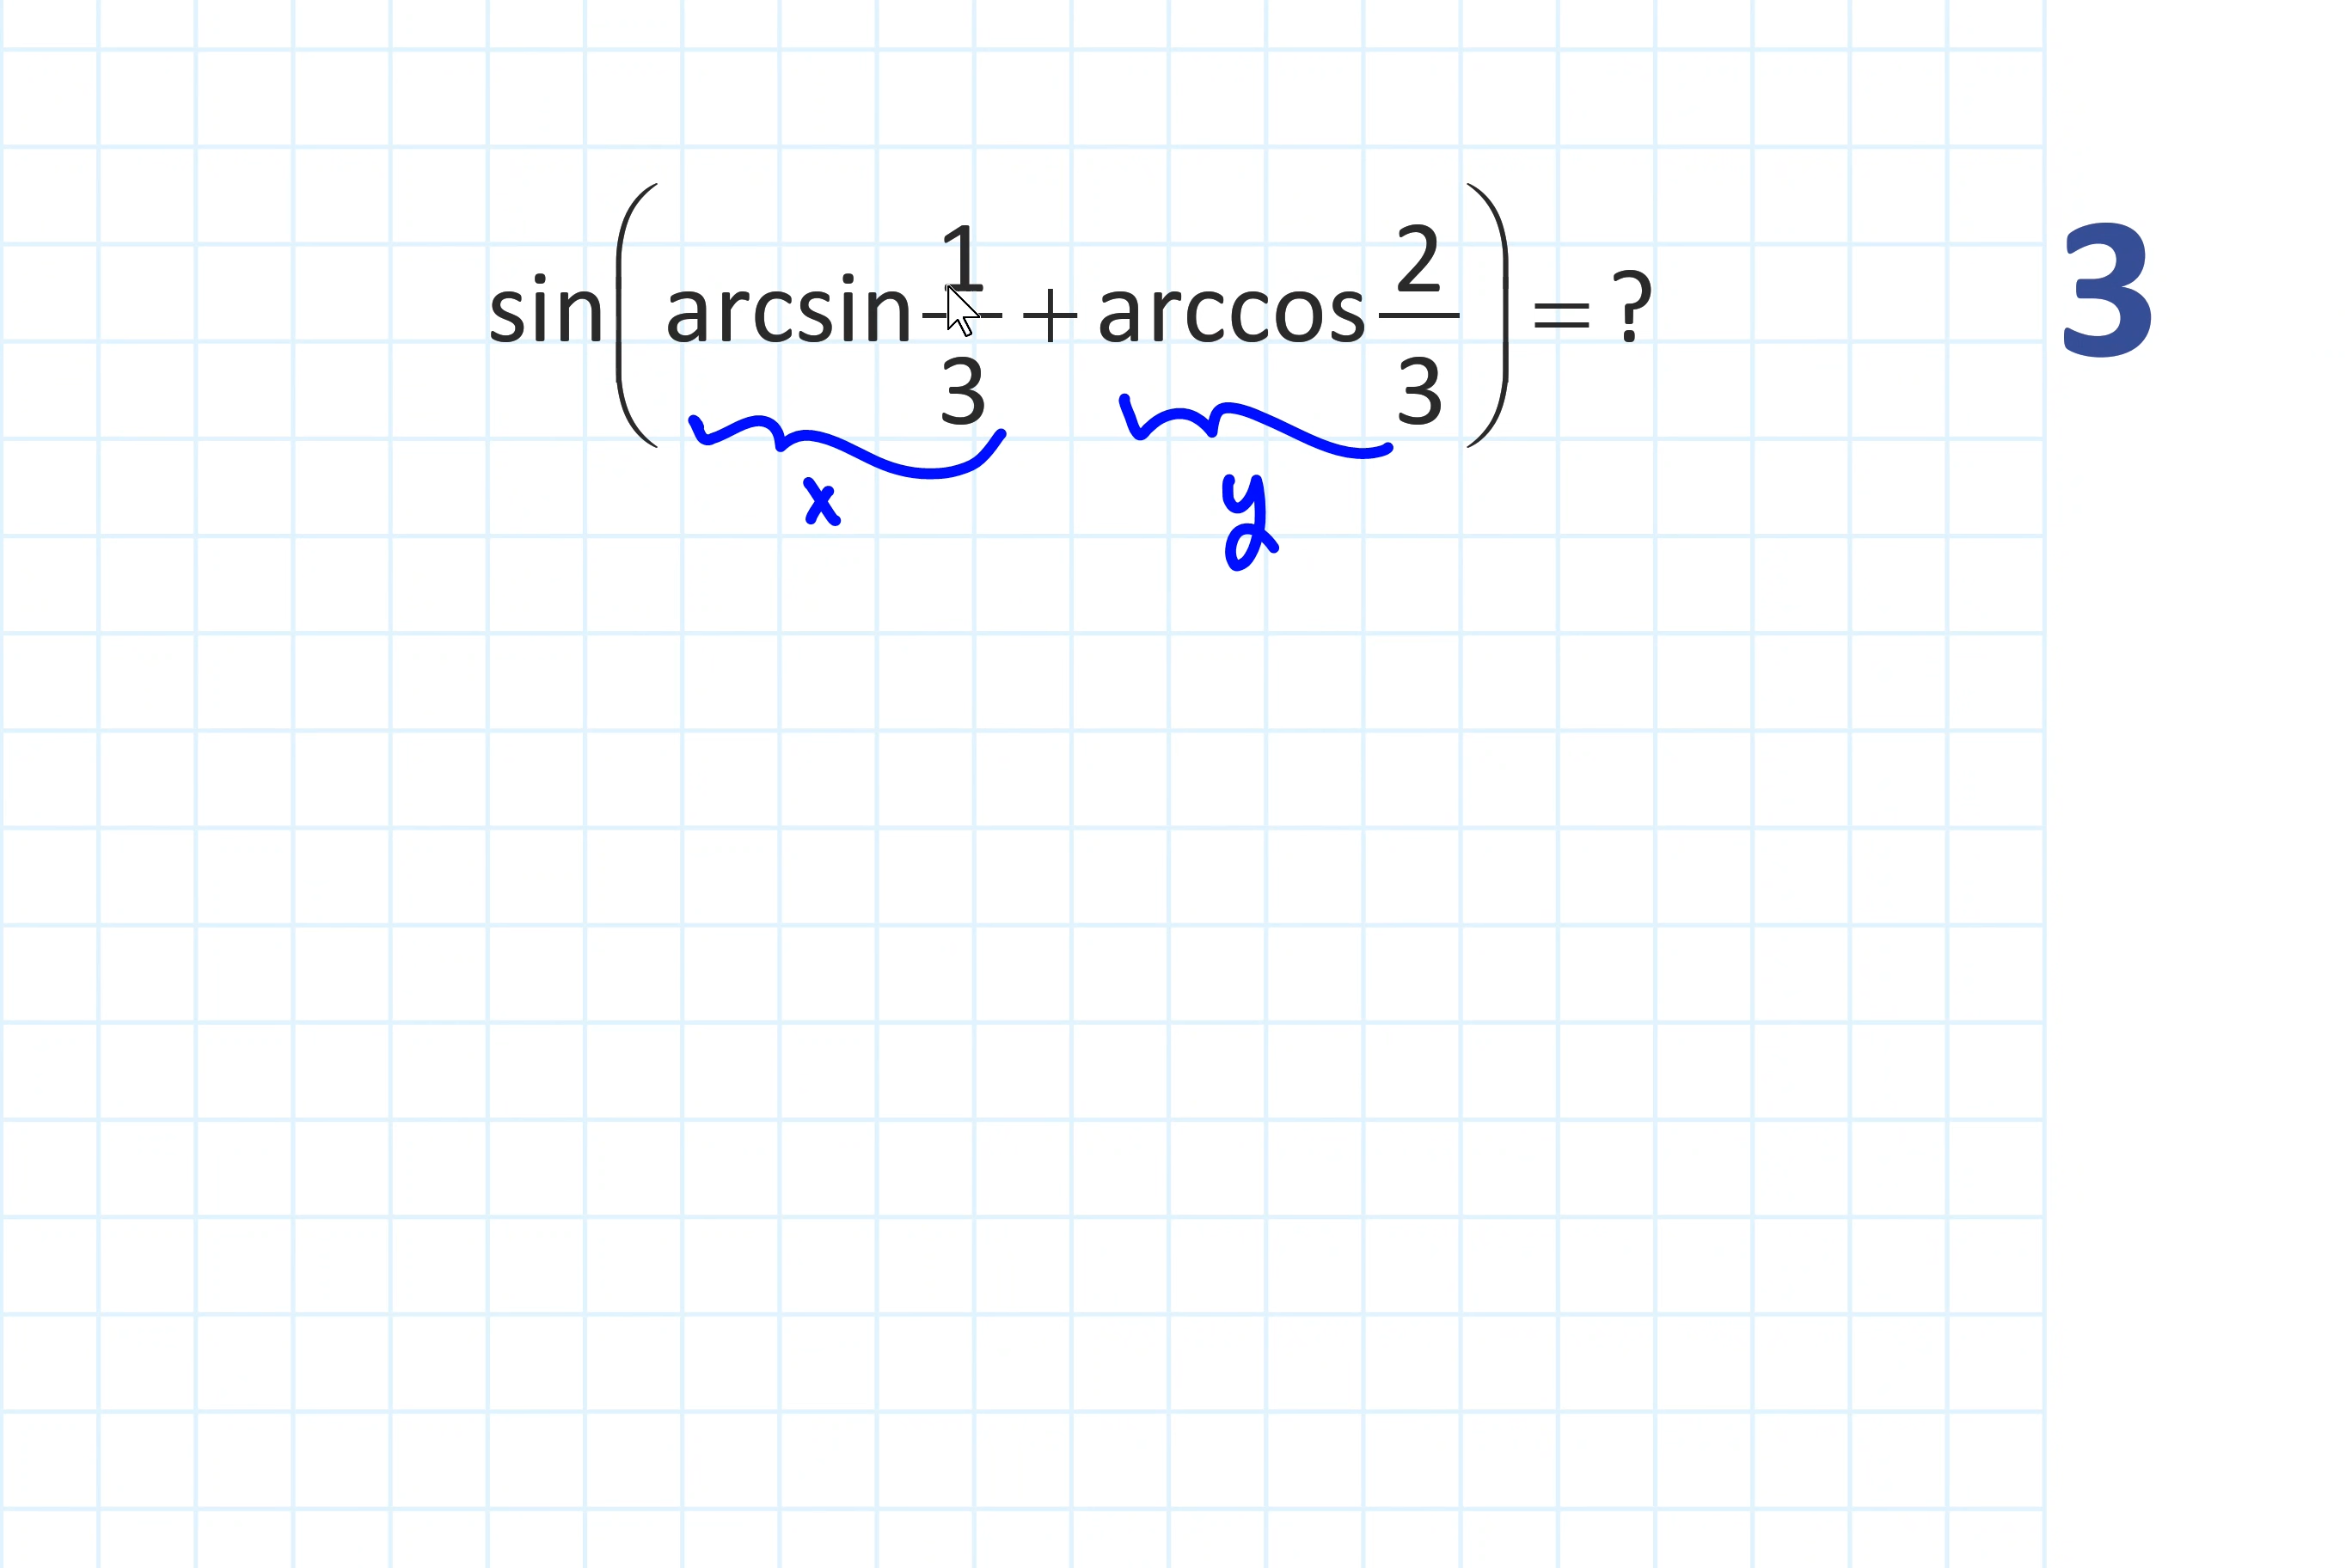 sin(arcsin 1/3 + arccos 2/3) = ?
3
x y